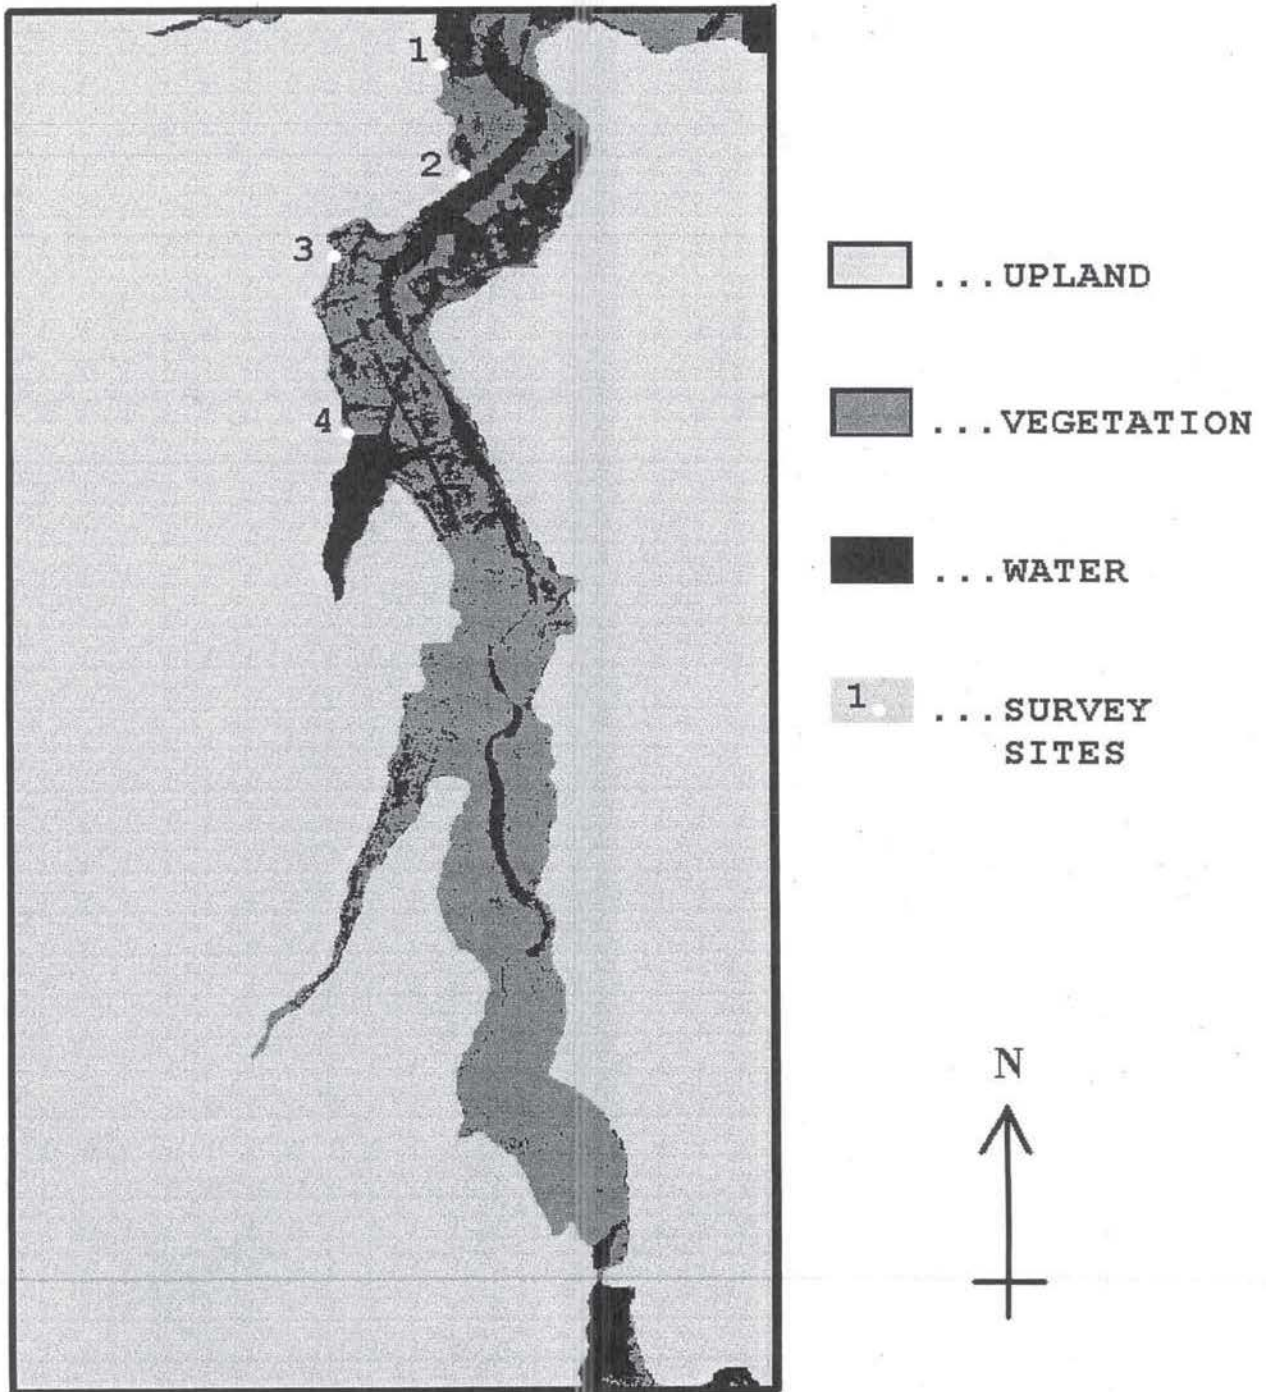 1
2
3
4
...UPLAND
...VEGETATION
...WATER
1 ...SURVEY
SITES
N